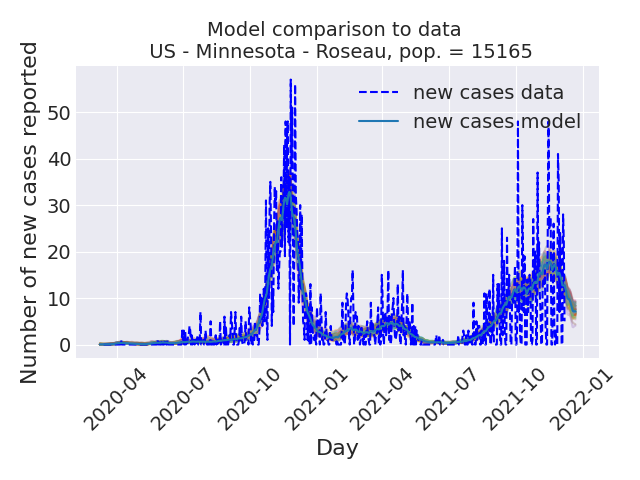 Model comparison to data
US - Minnesota - Roseau, pop. = 15165
Number of new cases reported
50
40
30
20
10
0
new cases data
new cases model
2020-04
2020-07
2020-10
2021-01
2021-04
2021-07
2021-10
2022-01
Day